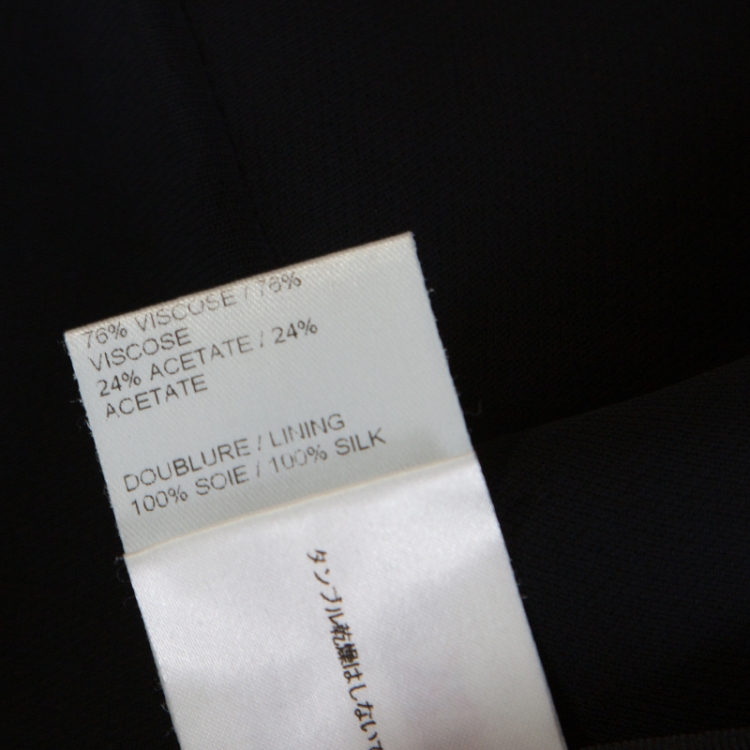 76% VISCOSE / 76%
VISCOSE
24% ACETATE / 24%
ACETATE
DOUBLURE / LINING
100% SOIE / 100% SILK
タンブル乾燥はしないで